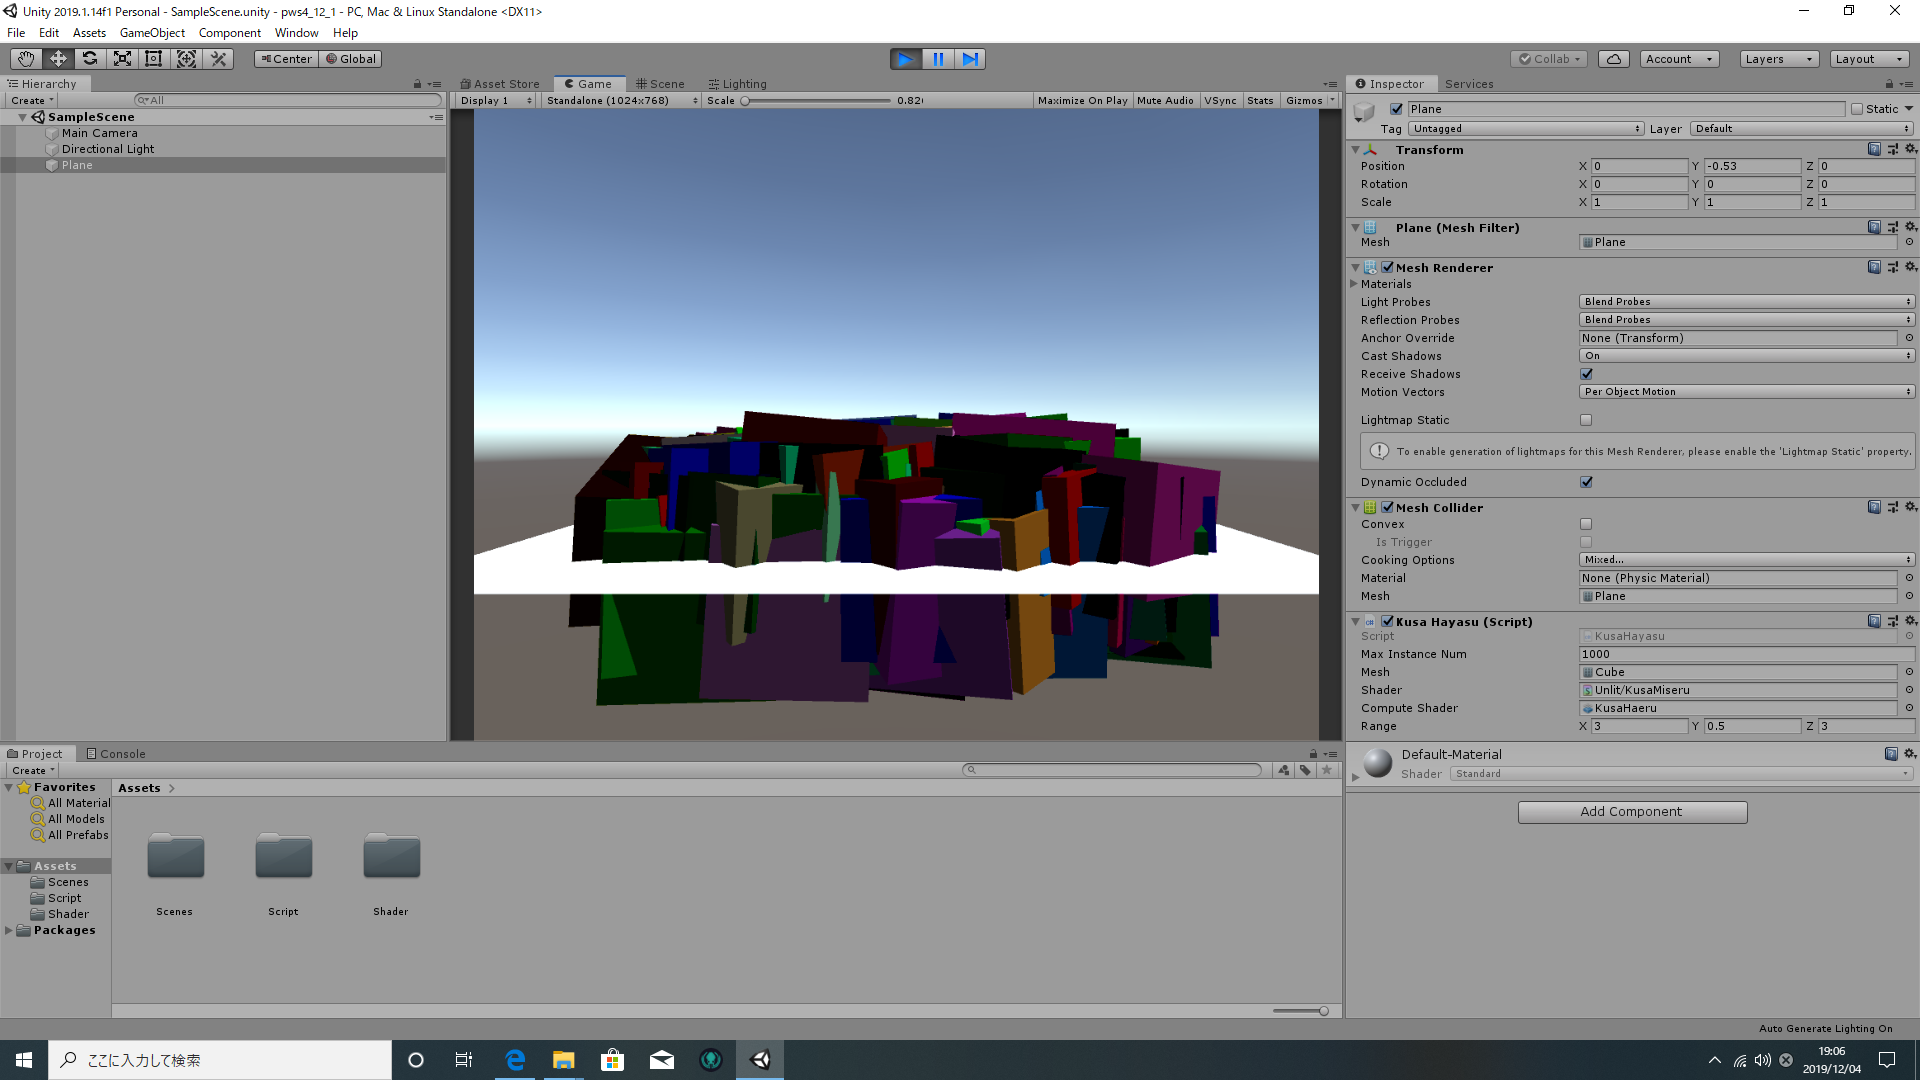 Unity 2019.1.14f1 Personal - SampleScene.unity - pws4_12_1 - PC, Mac & Linux Standalone <DX11>
File Edit Assets GameObject Component Window Help
Center Global Collab Account Layers Layout
Hierarchy
Create All
SampleScene
Main Camera
Directional Light
Plane
Asset Store Game Scene Lighting
Display 1 Standalone (1024x768) Scale Maximize On Play Mute Audio VSync Stats Gizmos
Inspector Services
Plane Static
Tag Untagged Layer Default
Transform
Position X 0 Y -0.53 Z 0
Rotation X 0 Y 0 Z 0
Scale X 1 Y 1 Z 1
Plane (Mesh Filter)
Mesh Plane
Mesh Renderer
Materials
Light Probes Blend Probes
Reflection Probes Blend Probes
Anchor Override None (Transform)
Cast Shadows On
Receive Shadows
Motion Vectors Per Object Motion
Lightmap Static
To enable generation of lightmaps for this Mesh Renderer, please enable the 'Lightmap Static' property.
Dynamic Occluded
Mesh Collider
Convex
Is Trigger
Cooking Options Mixed...
Material None (Physic Material)
Mesh Plane
Kusa Hayasu (Script)
Script KusaHayasu
Max Instance Num 1000
Mesh Cube
Shader Unlit/KusaMiseru
Compute Shader KusaHaeru
Range X 3 Y 0.5 Z 3
Default-Material
Shader Standard
Add Component
Project Console
Create
Favorites
All Material
All Models
All Prefabs
Assets
Scenes
Script
Shader
Packages
Assets
Scenes Script Shader
Auto Generate Lighting On
ここに入力して検索
19:06
2019/12/04